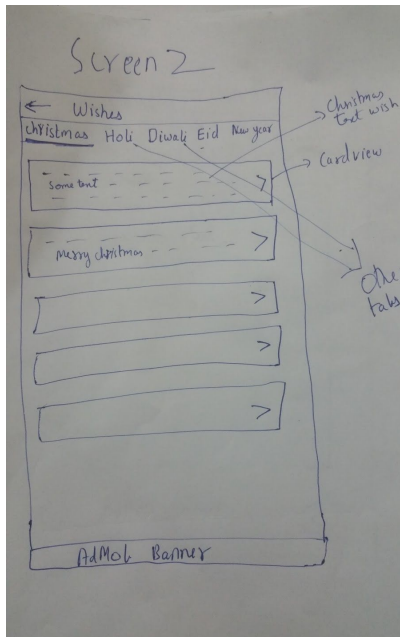 Screen 2
← Wishes
Christmas Holi Diwali Eid New year
Christmas
text wish
Cardview
Some text
>
Merry christmas
>
Other
tabs
>
>
>
AdMob Banner